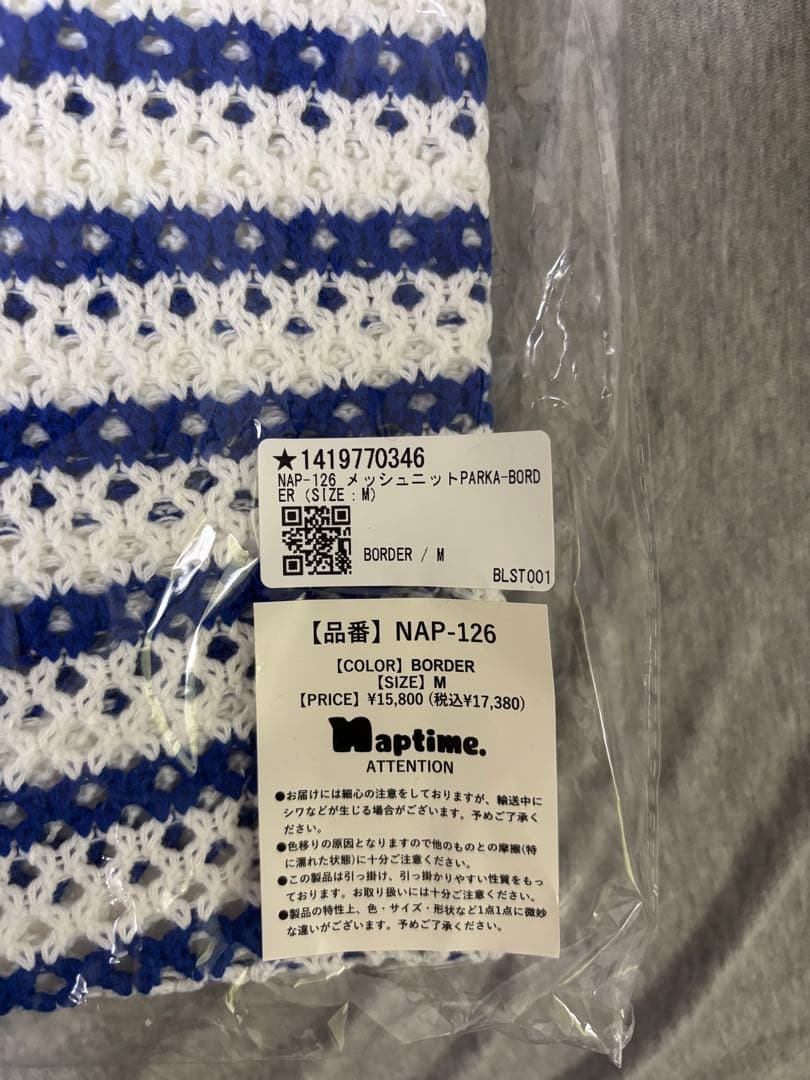 ★1419770346
NAP-126 メッシュニットPARKA-BORD
ER（SIZE：M）
BORDER / M
BLST001
【品番】NAP-126
【COLOR】BORDER
【SIZE】M
【PRICE】¥15,800（税込¥17,380）
Naptime.
ATTENTION
●お届けには細心の注意をしておりますが、輸送中に
シワなどが生じる場合がございます。予めご了承く
ださい。
●色移りの原因となりますので他のものとの摩擦(特
に濡れた状態)に十分ご注意ください。
●この製品は引っ掛け、引っ掛かりやすい性質をもっ
ております。お取り扱いには十分ご注意ください。
●製品の特性上、色・サイズ・形状など1点1点に微妙
な違いがございます。予めご了承ください。